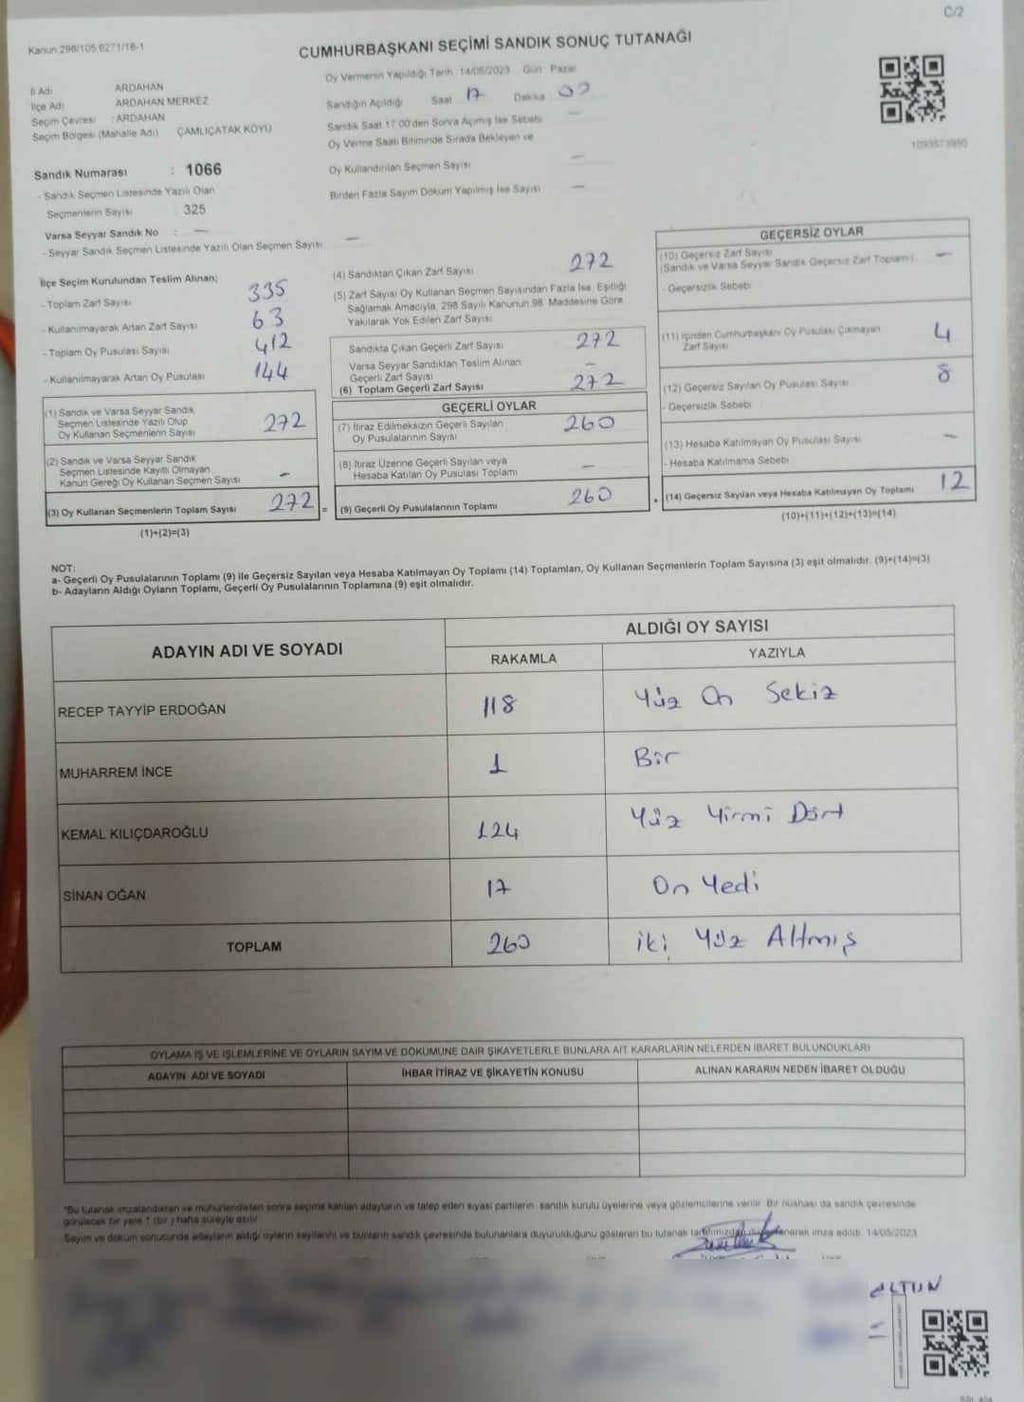 C/2
Kanun 298/105 6271/18-1
CUMHURBAŞKANI SEÇİMİ SANDIK SONUÇ TUTANAĞI
İl Adı ARDAHAN
İlçe Adı ARDAHAN MERKEZ
Seçim Çevresi : ARDAHAN
Seçim Bölgesi (Mahalle Adı) ÇAMLIÇATAK KÖYÜ
Oy Vermenin Yapıldığı Tarih 14/05/2023 Gün Pazar
Sandığın Açıldığı Saat 17 Dakika 00
Sandık Saat 17:00'den Sonra Açımış İse Sebebi —
Oy Verme Saati Bitiminde Sırada Bekleyen ve
Oy Kullandırılan Seçmen Sayısı —
Birden Fazla Sayım Döküm Yapılmış İse Sayısı —
Sandık Numarası : 1066
- Sandık Seçmen Listesinde Yazılı Olan
Seçmenlerin Sayısı : 325
Varsa Seyyar Sandık No : —
- Seyyar Sandık Seçmen Listesinde Yazılı Olan Seçmen Sayısı —
İlçe Seçim Kurulundan Teslim Alınan;
- Toplam Zarf Sayısı 335
- Kullanılmayarak Artan Zarf Sayısı 63
- Toplam Oy Pusulası Sayısı 412
- Kullanılmayarak Artan Oy Pusulası 144
(1) Sandık ve Varsa Seyyar Sandık
Seçmen Listesinde Yazılı Olup
Oy Kullanan Seçmenlerin Sayısı 272
(2) Sandık ve Varsa Seyyar Sandık
Seçmen Listesinde Kayıtlı Olmayan
Kanun Gereği Oy Kullanan Seçmen Sayısı —
(3) Oy Kullanan Seçmenlerin Toplam Sayısı 272 =
(1)+(2)=(3)
(4) Sandıktan Çıkan Zarf Sayısı 272
(5) Zarf Sayısı Oy Kullanan Seçmen Sayısından Fazla İse, Eşitliği
Sağlamak Amacıyla, 298 Sayılı Kanunun 98. Maddesine Göre
Yakılarak Yok Edilen Zarf Sayısı
Sandıkta Çıkan Geçerli Zarf Sayısı 272
Varsa Seyyar Sandıktan Teslim Alınan
Geçerli Zarf Sayısı —
(6) Toplam Geçerli Zarf Sayısı 272
GEÇERLİ OYLAR
(7) İtiraz Edilmeksizin Geçerli Sayılan
Oy Pusulalarının Sayısı 260
(8) İtiraz Üzerine Geçerli Sayılan veya
Hesaba Katılan Oy Pusulası Toplamı —
(9) Geçerli Oy Pusulalarının Toplamı 260 +
GEÇERSİZ OYLAR
(10) Geçersiz Zarf Sayısı
(Sandık ve Varsa Seyyar Sandık Geçersiz Zarf Toplamı) —
- Geçersizlik Sebebi
(11) İçinden Cumhurbaşkanı Oy Pusulası Çıkmayan
Zarf Sayısı 4
(12) Geçersiz Sayılan Oy Pusulası Sayısı 8
- Geçersizlik Sebebi
(13) Hesaba Katılmayan Oy Pusulası Sayısı —
- Hesaba Katılmama Sebebi
(14) Geçersiz Sayılan veya Hesaba Katılmayan Oy Toplamı 12
(10)+(11)+(12)+(13)=(14)
NOT:
a- Geçerli Oy Pusulalarının Toplamı (9) ile Geçersiz Sayılan veya Hesaba Katılmayan Oy Toplamı (14) Toplamları, Oy Kullanan Seçmenlerin Toplam Sayısına (3) eşit olmalıdır. (9)+(14)=(3)
b- Adayların Aldığı Oyların Toplamı, Geçerli Oy Pusulalarının Toplamına (9) eşit olmalıdır.
ADAYIN ADI VE SOYADI ALDIĞI OY SAYISI
RAKAMLA YAZIYLA
RECEP TAYYİP ERDOĞAN 118 Yüz On Sekiz
MUHARREM İNCE 1 Bir
KEMAL KILIÇDAROĞLU 124 Yüz Yirmi Dört
SİNAN OĞAN 17 On Yedi
TOPLAM 260 iki Yüz Altmış
OYLAMA İŞ VE İŞLEMLERİNE VE OYLARIN SAYIM VE DÖKÜMÜNE DAİR ŞİKAYETLERLE BUNLARA AİT KARARLARIN NELERDEN İBARET BULUNDUKLARI
ADAYIN ADI VE SOYADI İHBAR İTİRAZ VE ŞİKAYETİN KONUSU ALINAN KARARIN NEDEN İBARET OLDUĞU
*Bu tutanak imzalandıktan ve mühürlendikten sonra seçime katılan adayların ve talep eden siyasi partilerin sandık kurulu üyelerine veya gözlemcilerine verilir. Bir nüshası da sandık çevresinde
görülecek bir yere 1 (bir) hafta süreyle asılır.
Sayım ve döküm sonucunda adayların aldığı oyların sayılarını ve bunların sandık çevresinde bulunanlara duyurulduğunu gösteren bu tutanak imza edildi. 14/05/2023
ALTUN